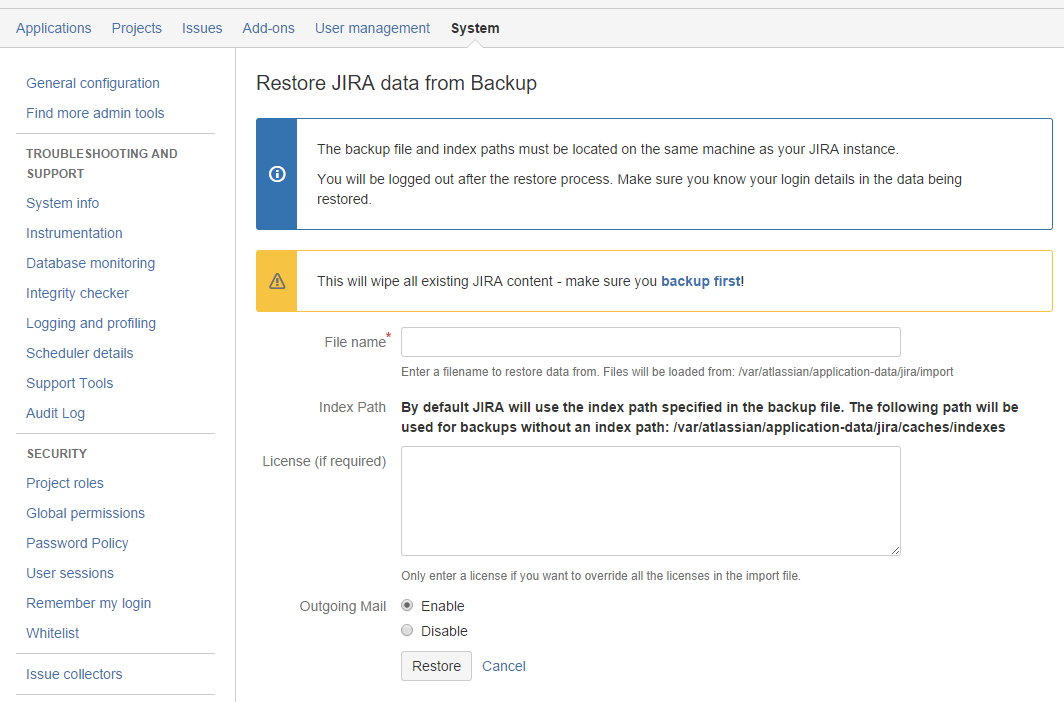 Applications Projects Issues Add-ons User management System
General configuration
Find more admin tools
TROUBLESHOOTING AND
SUPPORT
System info
Instrumentation
Database monitoring
Integrity checker
Logging and profiling
Scheduler details
Support Tools
Audit Log
SECURITY
Project roles
Global permissions
Password Policy
User sessions
Remember my login
Whitelist
Issue collectors
Restore JIRA data from Backup
The backup file and index paths must be located on the same machine as your JIRA instance.
You will be logged out after the restore process. Make sure you know your login details in the data being
restored.
This will wipe all existing JIRA content - make sure you backup first!
File name*
Enter a filename to restore data from. Files will be loaded from: /var/atlassian/application-data/jira/import
Index Path By default JIRA will use the index path specified in the backup file. The following path will be
used for backups without an index path: /var/atlassian/application-data/jira/caches/indexes
License (if required)
Only enter a license if you want to override all the licenses in the import file.
Outgoing Mail Enable
Disable
Restore Cancel